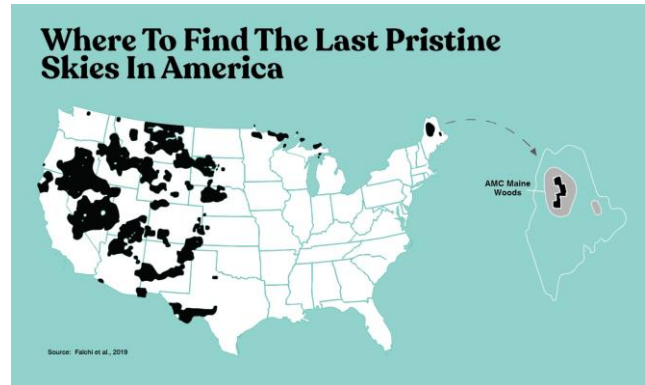 Where To Find The Last Pristine
Skies In America
AMC Maine
Woods
Source: Falchi et al., 2019